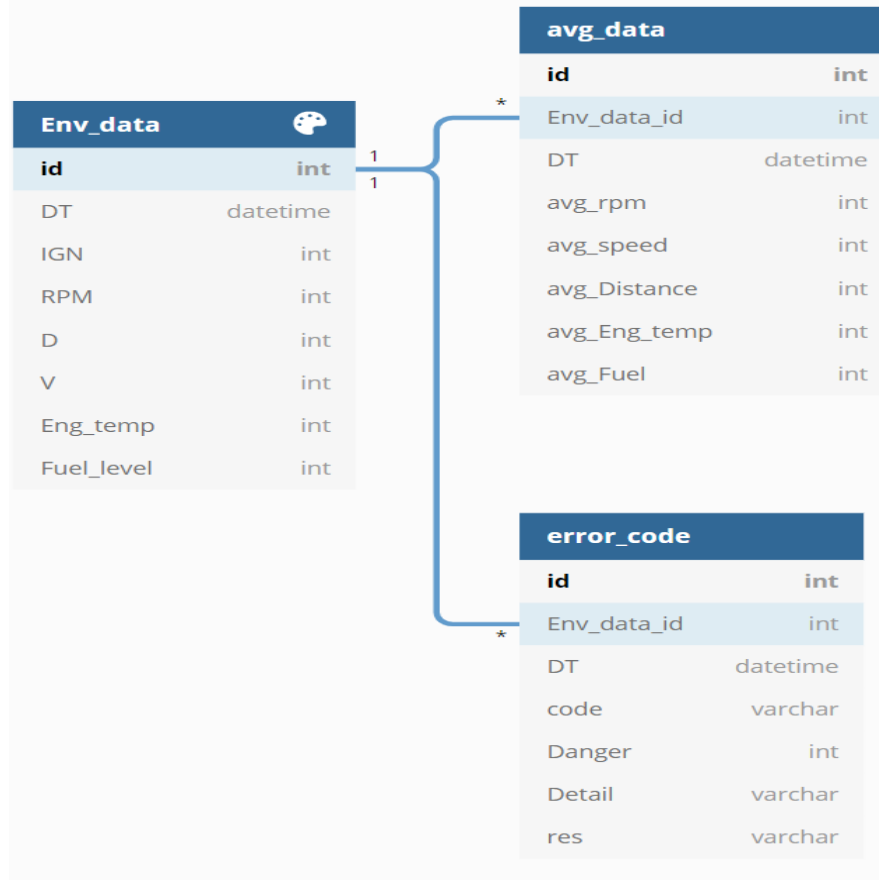 Env_data
id int
DT datetime
IGN int
RPM int
D int
V int
Eng_temp int
Fuel_level int
1
1
*
avg_data
id int
Env_data_id int
DT datetime
avg_rpm int
avg_speed int
avg_Distance int
avg_Eng_temp int
avg_Fuel int
*
error_code
id int
Env_data_id int
DT datetime
code varchar
Danger int
Detail varchar
res varchar